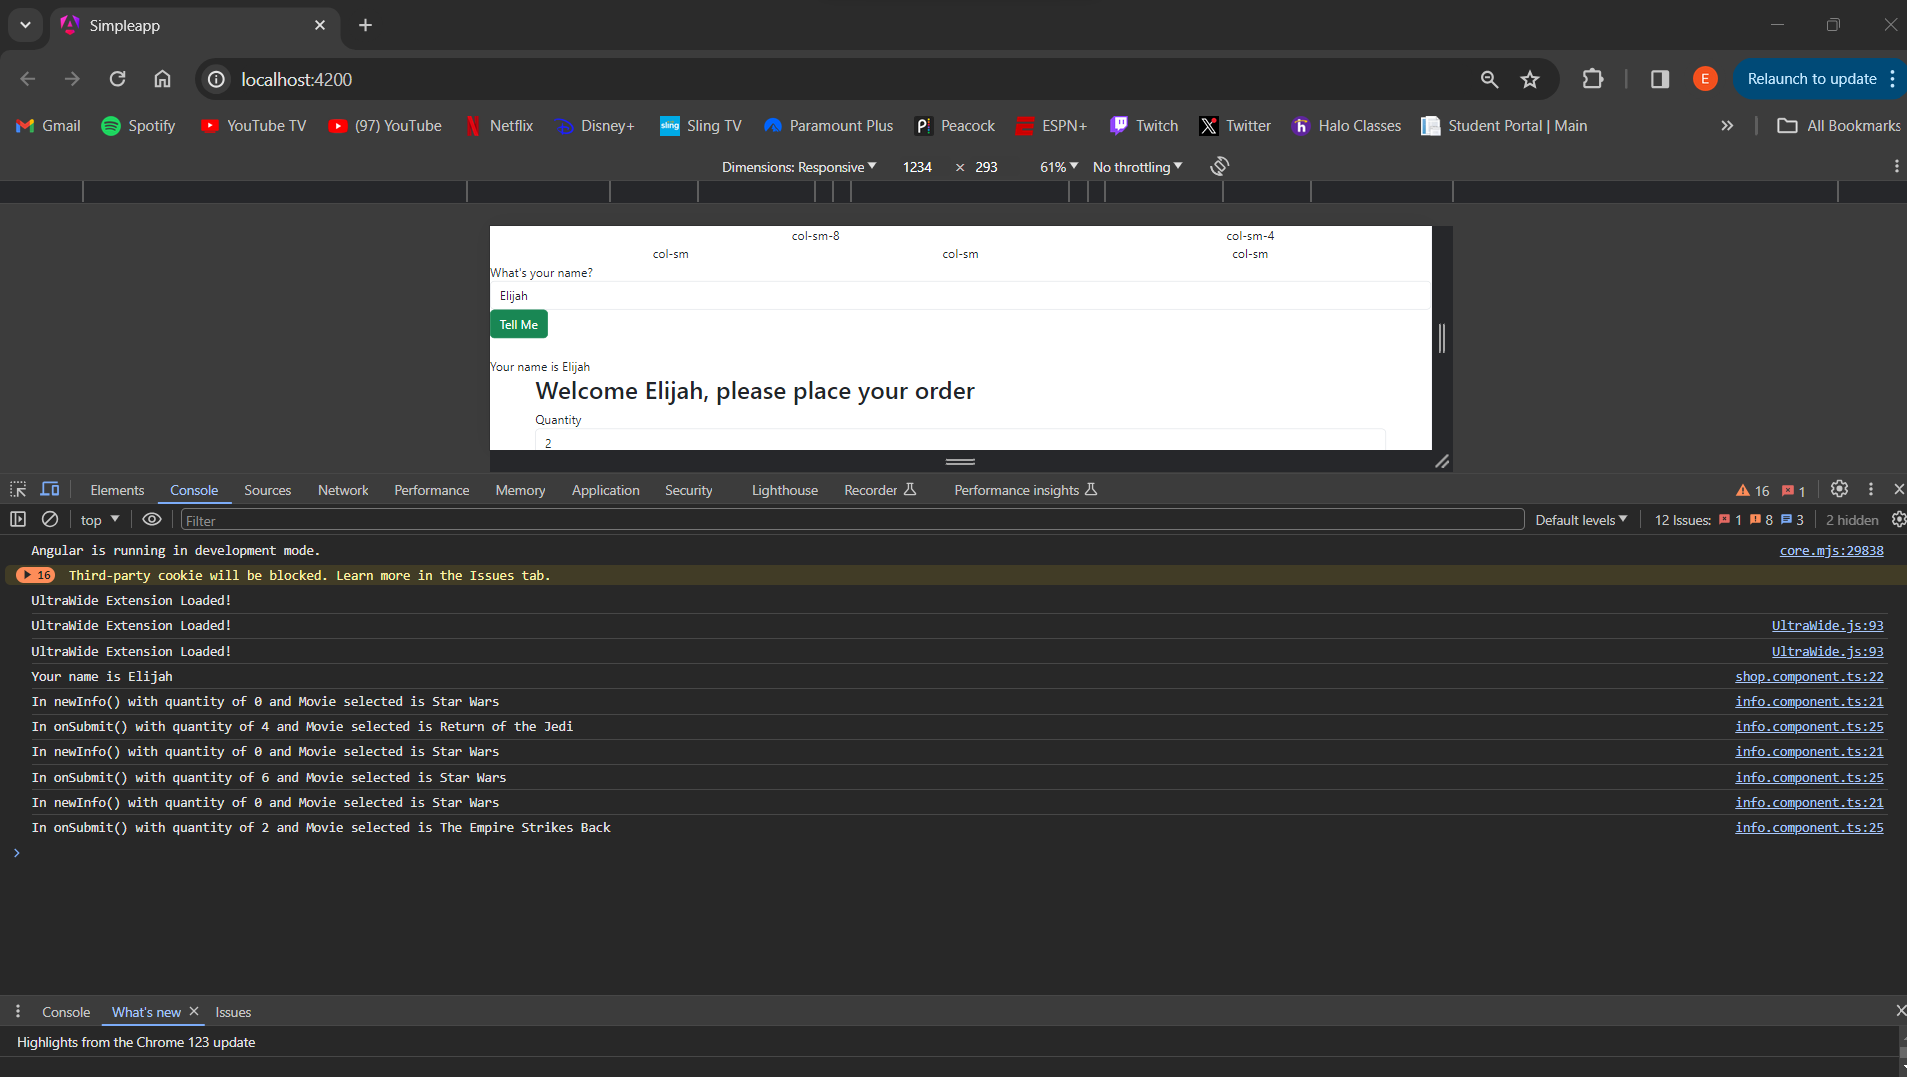 Simpleapp
localhost:4200
E
Relaunch to update
Gmail
Spotify
YouTube TV
(97) YouTube
Netflix
Disney+
sling
Sling TV
Paramount Plus
Peacock
ESPN+
Twitch
Twitter
h
Halo Classes
Student Portal | Main
All Bookmarks
Dimensions: Responsive 1234 × 293 61% No throttling
col-sm-8 col-sm-4
col-sm col-sm col-sm
What's your name?
Elijah
Tell Me
Your name is Elijah
Welcome Elijah, please place your order
Quantity
2
Elements Console Sources Network Performance Memory Application Security Lighthouse Recorder Performance insights 16 1
top Filter Default levels 12 Issues: 1 8 3 2 hidden
Angular is running in development mode. core.mjs:29838
16 Third-party cookie will be blocked. Learn more in the Issues tab.
UltraWide Extension Loaded!
UltraWide Extension Loaded! UltraWide.js:93
UltraWide Extension Loaded! UltraWide.js:93
Your name is Elijah shop.component.ts:22
In newInfo() with quantity of 0 and Movie selected is Star Wars info.component.ts:21
In onSubmit() with quantity of 4 and Movie selected is Return of the Jedi info.component.ts:25
In newInfo() with quantity of 0 and Movie selected is Star Wars info.component.ts:21
In onSubmit() with quantity of 6 and Movie selected is Star Wars info.component.ts:25
In newInfo() with quantity of 0 and Movie selected is Star Wars info.component.ts:21
In onSubmit() with quantity of 2 and Movie selected is The Empire Strikes Back info.component.ts:25
Console What's new Issues
Highlights from the Chrome 123 update